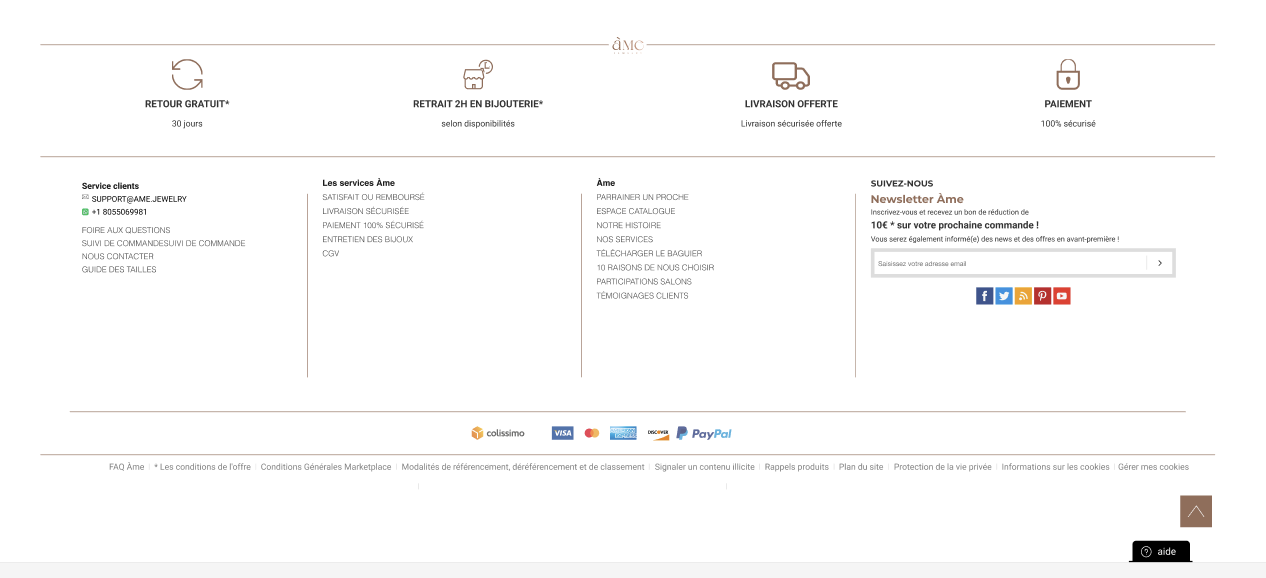 àme
RETOUR GRATUIT*
30 jours
RETRAIT 2H EN BIJOUTERIE*
selon disponibilités
LIVRAISON OFFERTE
Livraison sécurisée offerte
PAIEMENT
100% sécurisé
Service clients
SUPPORT@AME.JEWELRY
+1 8055069981
FOIRE AUX QUESTIONS
SUIVI DE COMMANDESUIVI DE COMMANDE
NOUS CONTACTER
GUIDE DES TAILLES
Les services Àme
SATISFAIT OU REMBOURSÉ
LIVRAISON SÉCURISÉE
PAIEMENT 100% SÉCURISÉ
ENTRETIEN DES BIJOUX
CGV
Àme
PARRAINER UN PROCHE
ESPACE CATALOGUE
NOTRE HISTOIRE
NOS SERVICES
TÉLÉCHARGER LE BAGUIER
10 RAISONS DE NOUS CHOISIR
PARTICIPATIONS SALONS
TÉMOIGNAGES CLIENTS
SUIVEZ-NOUS
Newsletter Àme
Inscrivez-vous et recevez un bon de réduction de
10€ * sur votre prochaine commande !
Vous serez également informé(e) des news et des offres en avant-première !
Saisissez votre adresse email
colissimo VISA DISCOVER PayPal
FAQ Àme | * Les conditions de l'offre | Conditions Générales Marketplace | Modalités de référencement, déréférencement et de classement | Signaler un contenu illicite | Rappels produits | Plan du site | Protection de la vie privée | Informations sur les cookies | Gérer mes cookies
aide